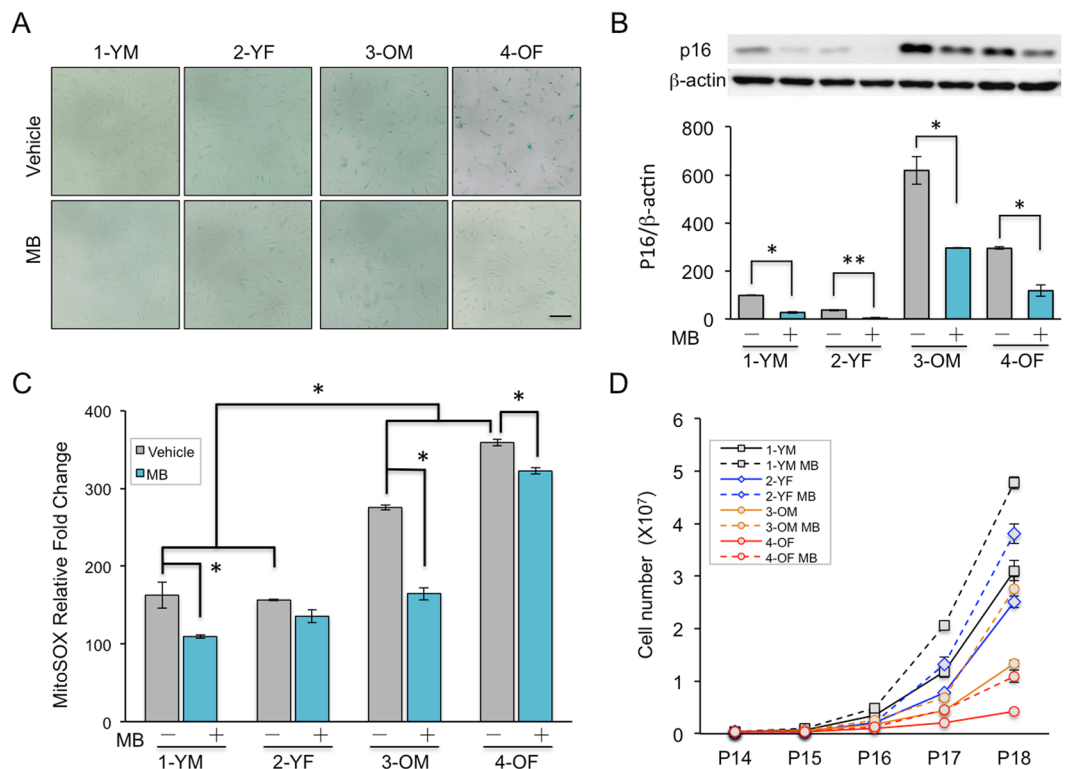 A
1-YM 2-YF 3-OM 4-OF
Vehicle
MB
B
p16
β-actin
P16/β-actin
800
600
400
200
0
* ** * *
MB − + − + − + − +
1-YM 2-YF 3-OM 4-OF
C
MitoSOX Relative Fold Change
400
300
200
100
0
Vehicle
MB
* * * *
MB − + − + − + − +
1-YM 2-YF 3-OM 4-OF
D
Cell number (X10⁷)
6
5
4
3
2
1
0
1-YM
1-YM MB
2-YF
2-YF MB
3-OM
3-OM MB
4-OF
4-OF MB
P14 P15 P16 P17 P18